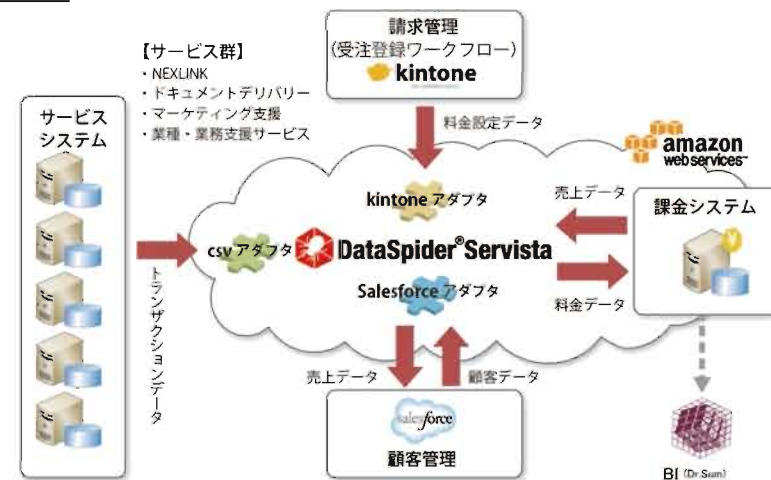 請求管理
(受注登録ワークフロー)
kintone
【サービス群】
・NEXLINK
・ドキュメントデリバリー
・マーケティング支援
・業種・業務支援サービス
サービス
システム
料金設定データ
amazon
web services™
kintone アダプタ
売上データ
課金システム
csv アダプタ
DataSpider® Servista
Salesforce アダプタ
料金データ
トランザクションデータ
売上データ
顧客データ
salesforce
顧客管理
BI (Dr.Sum)